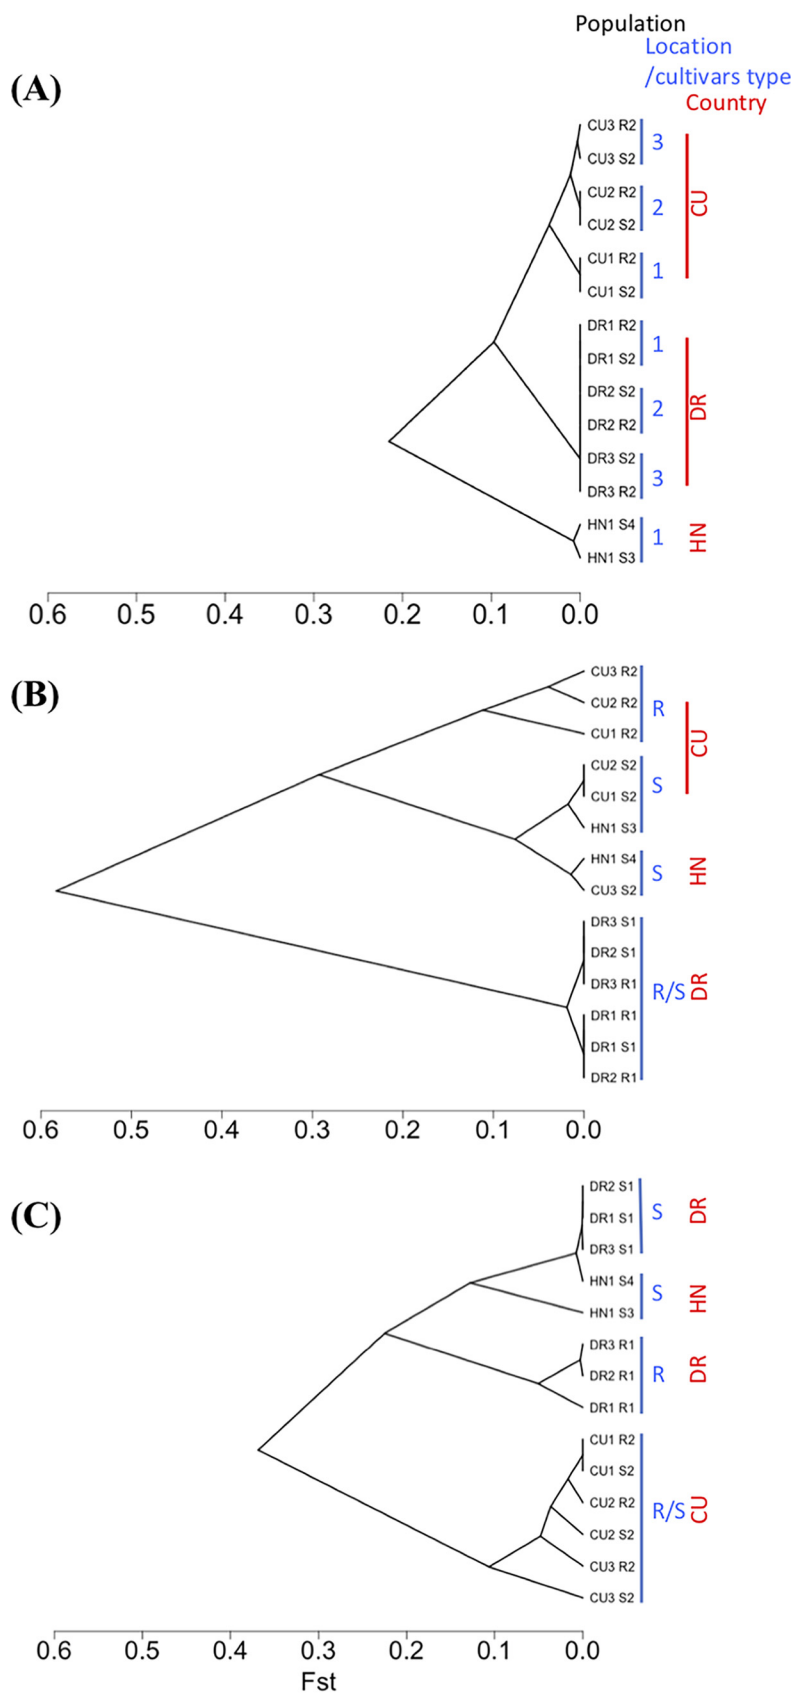 Population
Location
/cultivars type
Country
(A)
CU3 R2
CU3 S2
3
CU2 R2
CU2 S2
2
CU1 R2
CU1 S2
1
CU
DR1 R2
DR1 S2
1
DR2 S2
DR2 R2
2
DR3 S2
DR3 R2
3
DR
HN1 S4
HN1 S3
1
HN
0.6 0.5 0.4 0.3 0.2 0.1 0.0
(B)
CU3 R2
CU2 R2
CU1 R2
R
CU2 S2
CU1 S2
HN1 S3
S
CU
HN1 S4
CU3 S2
S
HN
DR3 S1
DR2 S1
DR3 R1
DR1 R1
DR1 S1
DR2 R1
R/S
DR
0.6 0.5 0.4 0.3 0.2 0.1 0.0
(C)
DR2 S1
DR1 S1
DR3 S1
S
DR
HN1 S4
HN1 S3
S
HN
DR3 R1
DR2 R1
DR1 R1
R
DR
CU1 R2
CU1 S2
CU2 R2
CU2 S2
CU3 R2
CU3 S2
R/S
CU
0.6 0.5 0.4 0.3 0.2 0.1 0.0
Fst